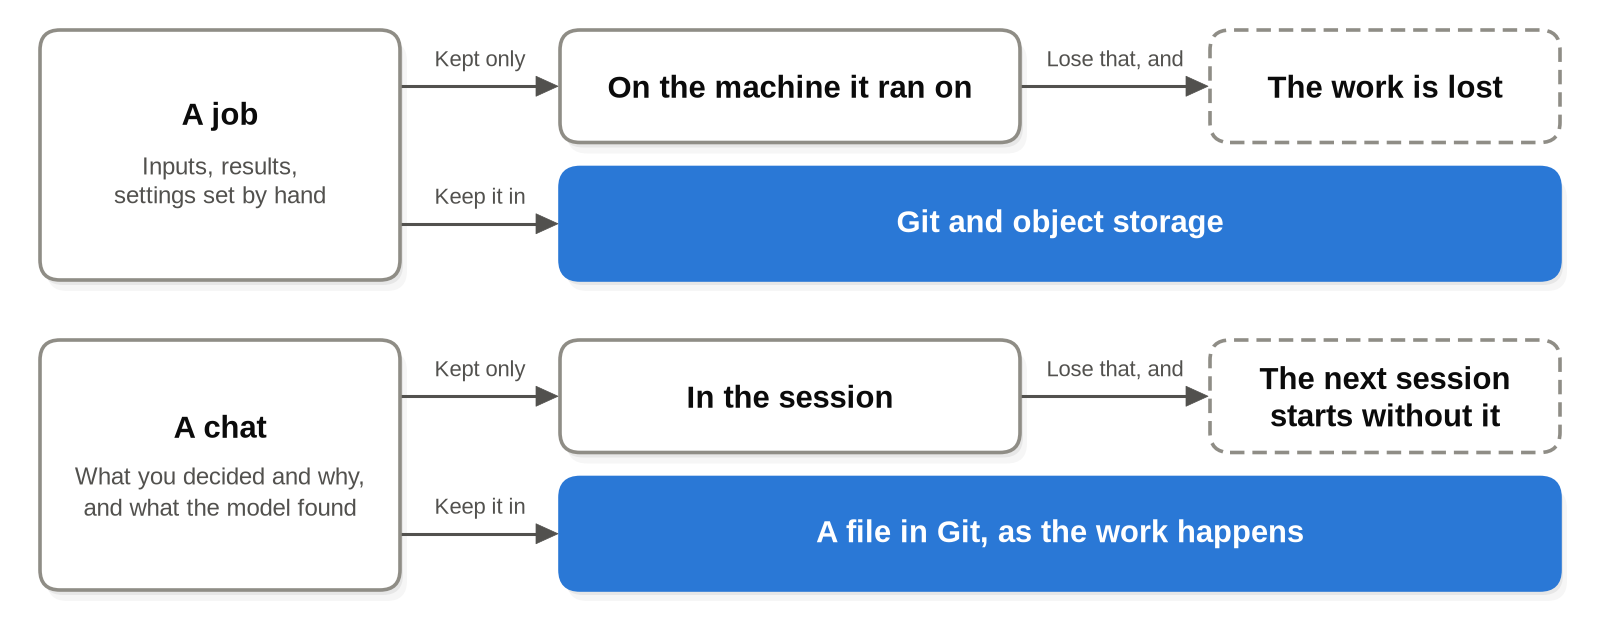 A job
Inputs, results,
settings set by hand
Kept only
On the machine it ran on
Lose that, and
The work is lost
Keep it in
Git and object storage
A chat
What you decided and why,
and what the model found
Kept only
In the session
Lose that, and
The next session
starts without it
Keep it in
A file in Git, as the work happens